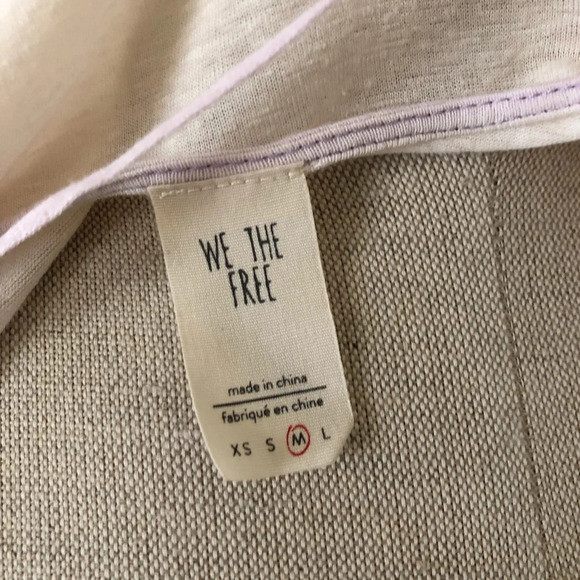 WE THE
FREE
made in china
fabriqué en chine
XS S M L